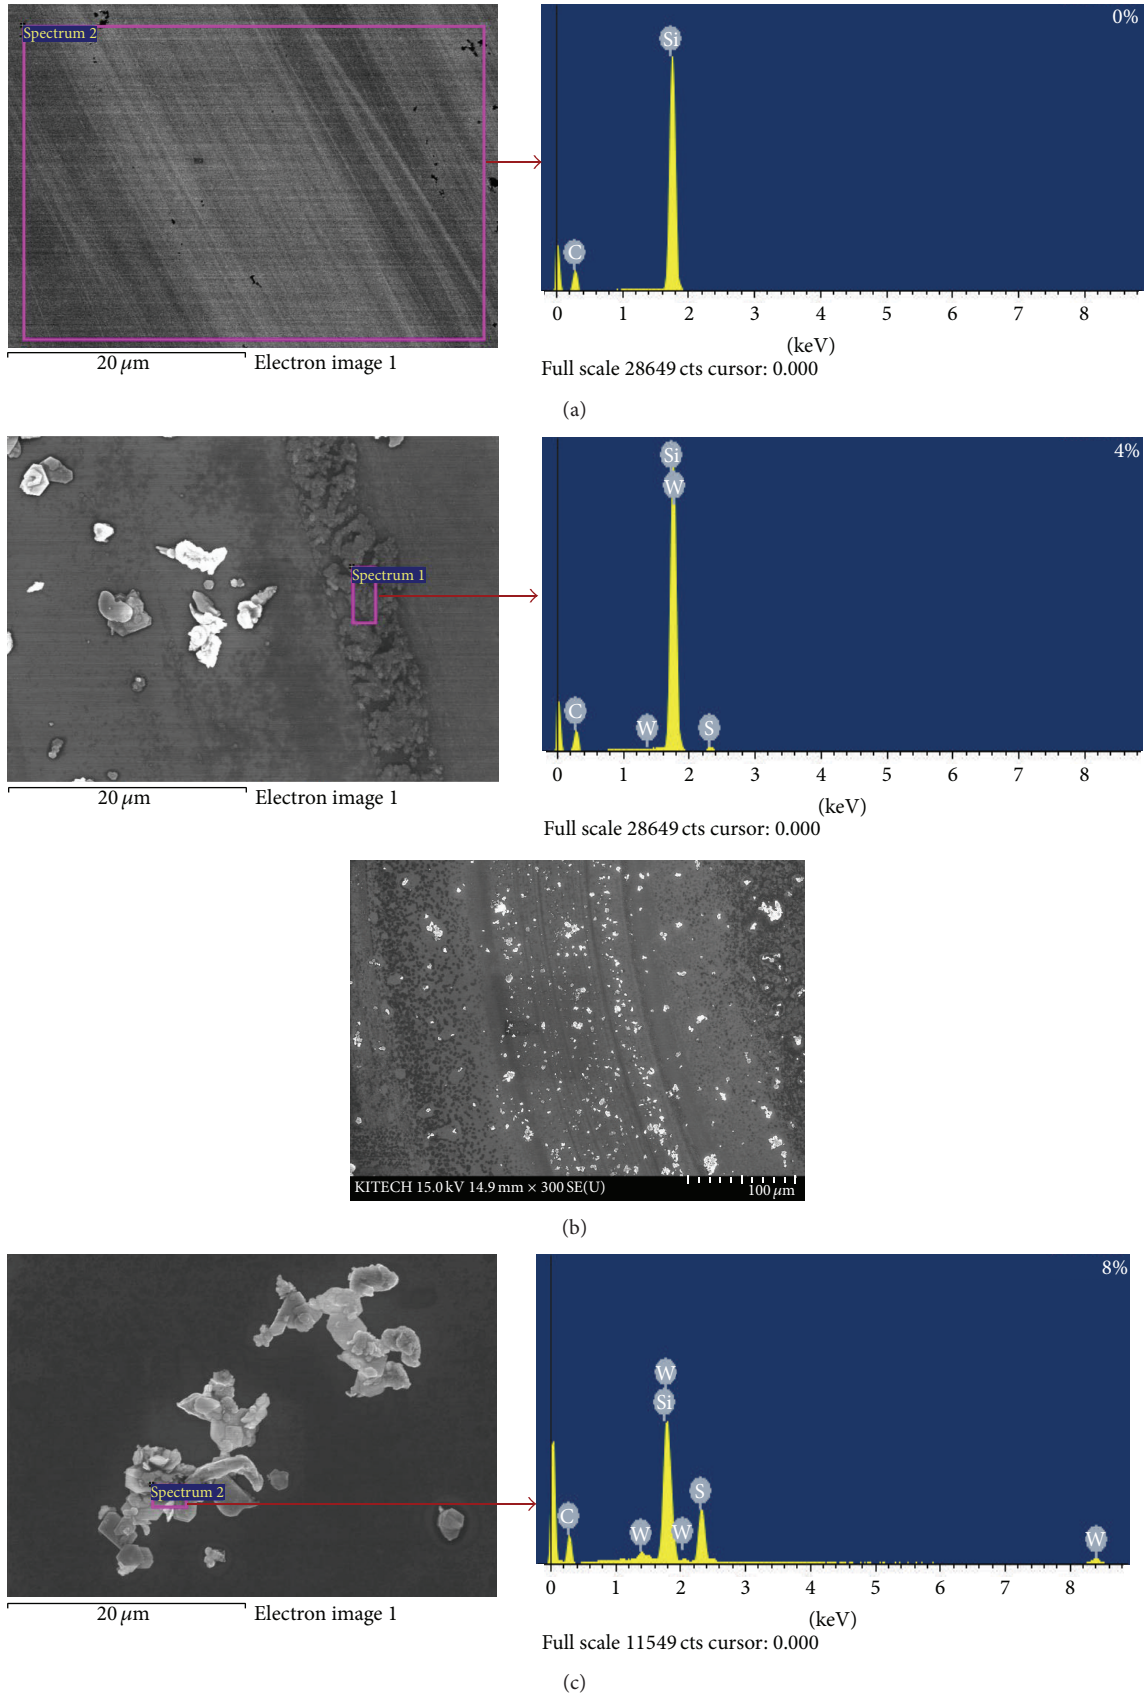 Spectrum 2
0%
Si
C
0 1 2 3 4 5 6 7 8
(keV)
20 μm Electron image 1
Full scale 28649 cts cursor: 0.000
(a)
4%
Si
W
Spectrum 1
C W S
0 1 2 3 4 5 6 7 8
(keV)
20 μm Electron image 1
Full scale 28649 cts cursor: 0.000
KITECH 15.0 kV 14.9 mm × 300 SE(U) 100 μm
(b)
8%
W
Si
Spectrum 2
S
C W W W
0 1 2 3 4 5 6 7 8
(keV)
20 μm Electron image 1
Full scale 11549 cts cursor: 0.000
(c)